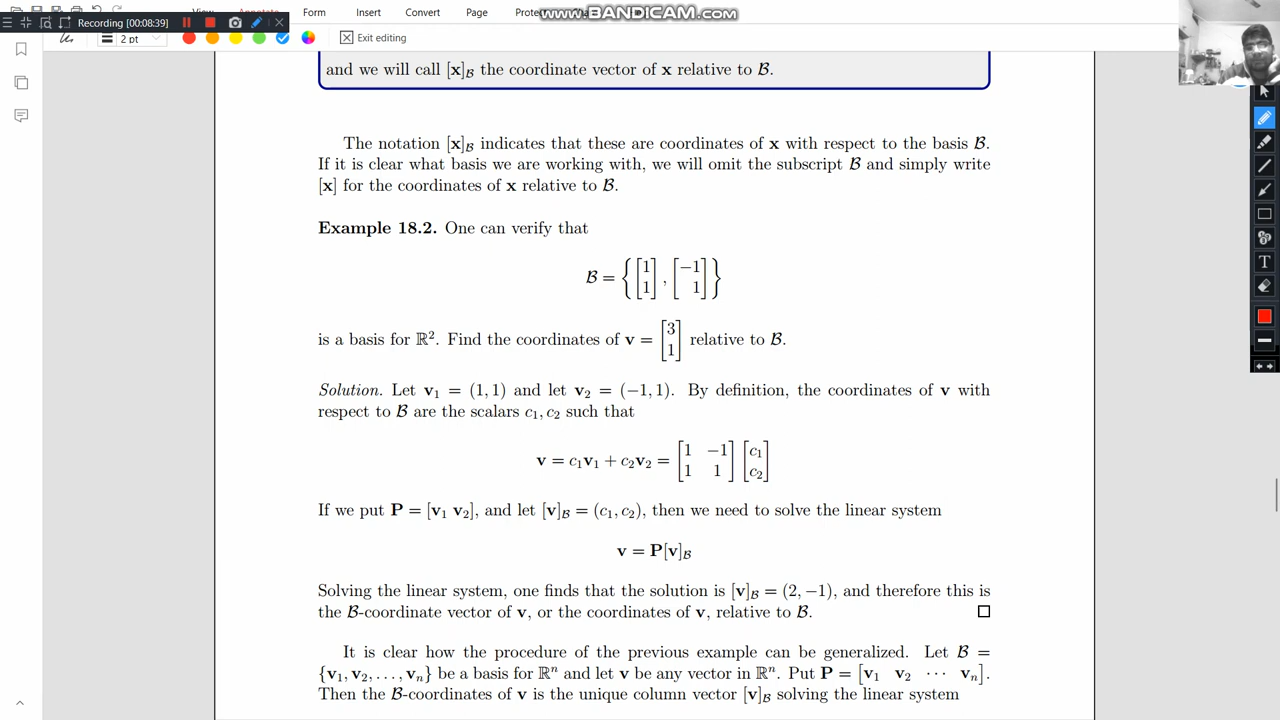 Form Insert Convert Page
www.BANDICAM.com
Recording [00:08:39]
2 pt Exit editing
and we will call [x]_ℬ the coordinate vector of x relative to ℬ.
The notation [x]_ℬ indicates that these are coordinates of x with respect to the basis ℬ.
If it is clear what basis we are working with, we will omit the subscript ℬ and simply write
[x] for the coordinates of x relative to ℬ.
Example 18.2. One can verify that
ℬ = { [1 1], [−1 1] }
is a basis for ℝ². Find the coordinates of v = [3 1] relative to ℬ.
Solution. Let v₁ = (1, 1) and let v₂ = (−1, 1). By definition, the coordinates of v with
respect to ℬ are the scalars c₁, c₂ such that
v = c₁v₁ + c₂v₂ = [1 −1 1 1] [c₁ c₂]
If we put P = [v₁ v₂], and let [v]_ℬ = (c₁, c₂), then we need to solve the linear system
v = P[v]_ℬ
Solving the linear system, one finds that the solution is [v]_ℬ = (2, −1), and therefore this is
the ℬ-coordinate vector of v, or the coordinates of v, relative to ℬ. □
It is clear how the procedure of the previous example can be generalized. Let ℬ =
{v₁, v₂, . . . , vₙ} be a basis for ℝⁿ and let v be any vector in ℝⁿ. Put P = [v₁ v₂ ··· vₙ].
Then the ℬ-coordinates of v is the unique column vector [v]_ℬ solving the linear system